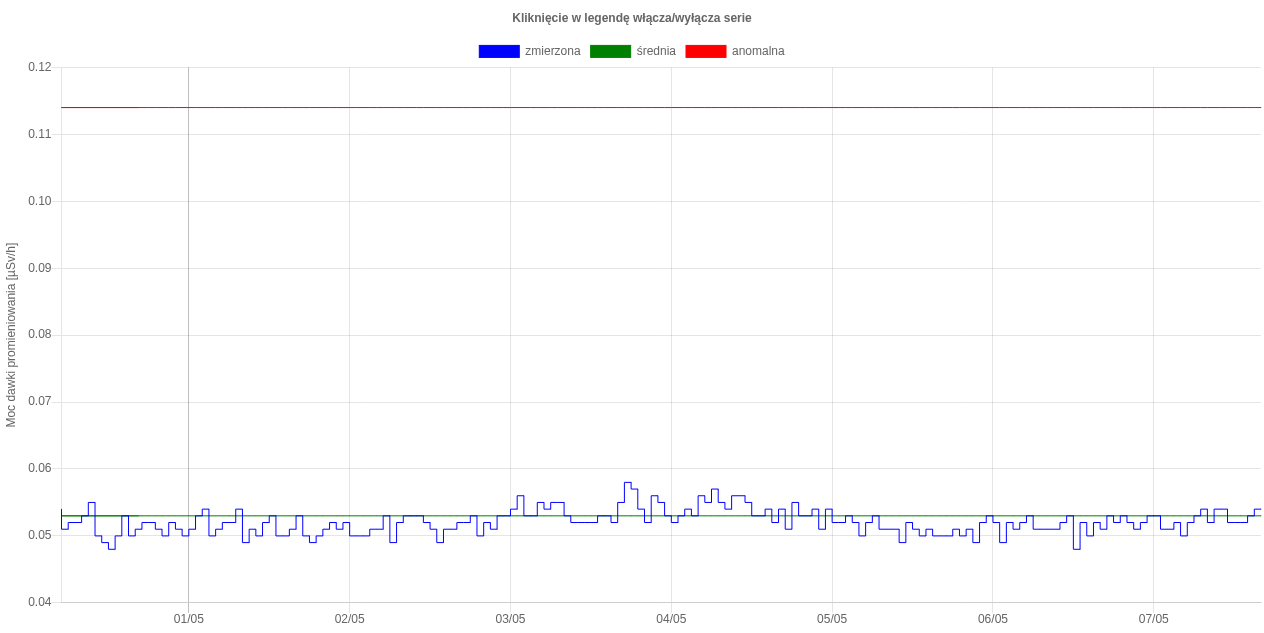 Kliknięcie w legendę włącza/wyłącza serie
zmierzona średnia anomalna
Moc dawki promieniowania [µSv/h]
0.12
0.11
0.10
0.09
0.08
0.07
0.06
0.05
0.04
01/05 02/05 03/05 04/05 05/05 06/05 07/05